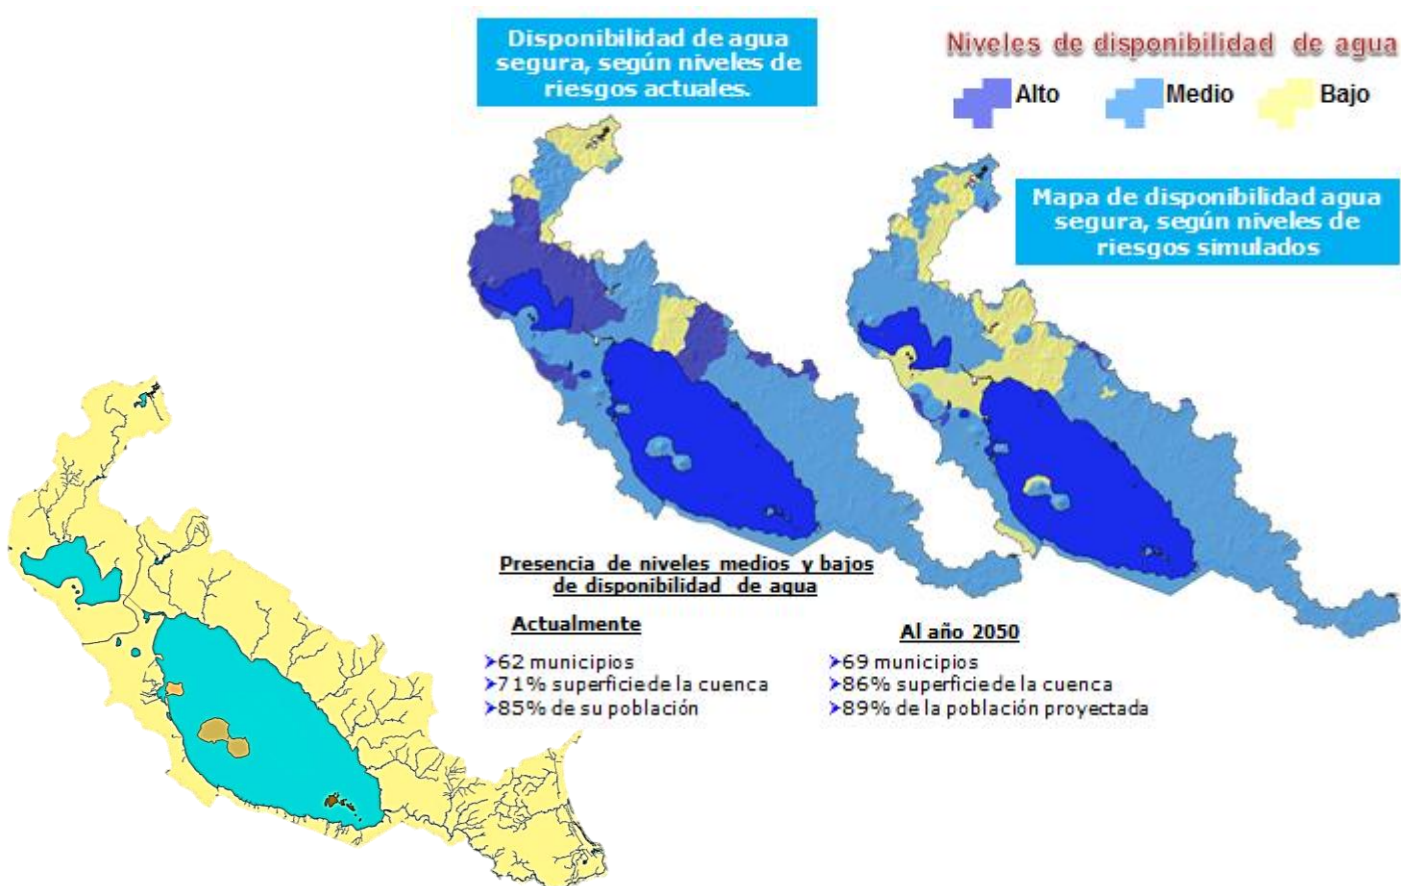 Disponibilidad de agua
segura, según niveles de
riesgos actuales.
Niveles de disponibilidad de agua
Alto
Medio
Bajo
Mapa de disponibilidad agua
segura, según niveles de
riesgos simulados
Presencia de niveles medios y bajos
de disponibilidad de agua
Actualmente
➤62 municipios
➤71% superficie de la cuenca
➤85% de su población
Al año 2050
➤69 municipios
➤86% superficie de la cuenca
➤89% de la población proyectada